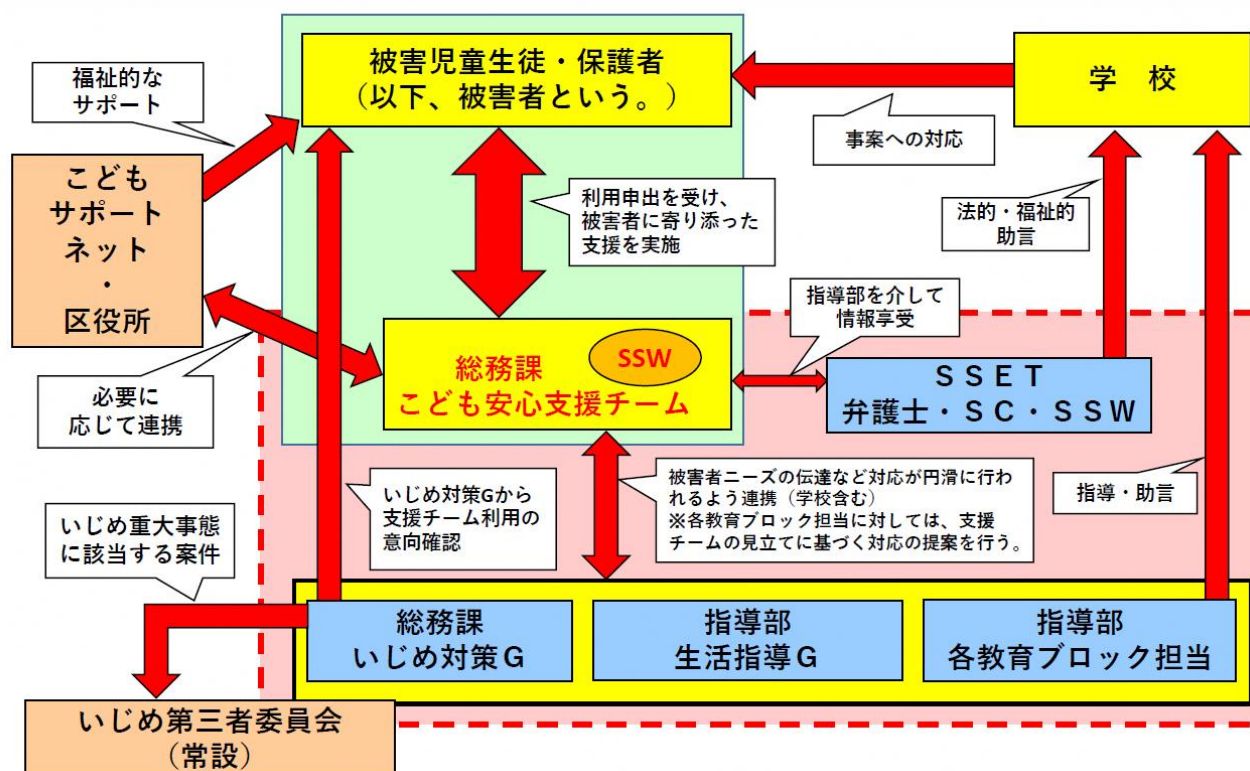 被害児童生徒・保護者
（以下、被害者という。）
学　校
福祉的な
サポート
事案への対応
こども
サポート
ネット
・
区役所
利用申出を受け、
被害者に寄り添った
支援を実施
法的・福祉的
助言
指導部を介して
情報享受
総務課
こども安心支援チーム
SSW
ＳＳＥＴ
弁護士・ＳＣ・ＳＳＷ
必要に
応じて連携
いじめ対策Gから
支援チーム利用の
意向確認
被害者ニーズの伝達など対応が円滑に行わ
れるよう連携（学校含む）
※各教育ブロック担当に対しては、支援
チームの見立てに基づく対応の提案を行う。
指導・助言
いじめ重大事態
に該当する案件
総務課
いじめ対策Ｇ
指導部
生活指導Ｇ
指導部
各教育ブロック担当
いじめ第三者委員会
（常設）